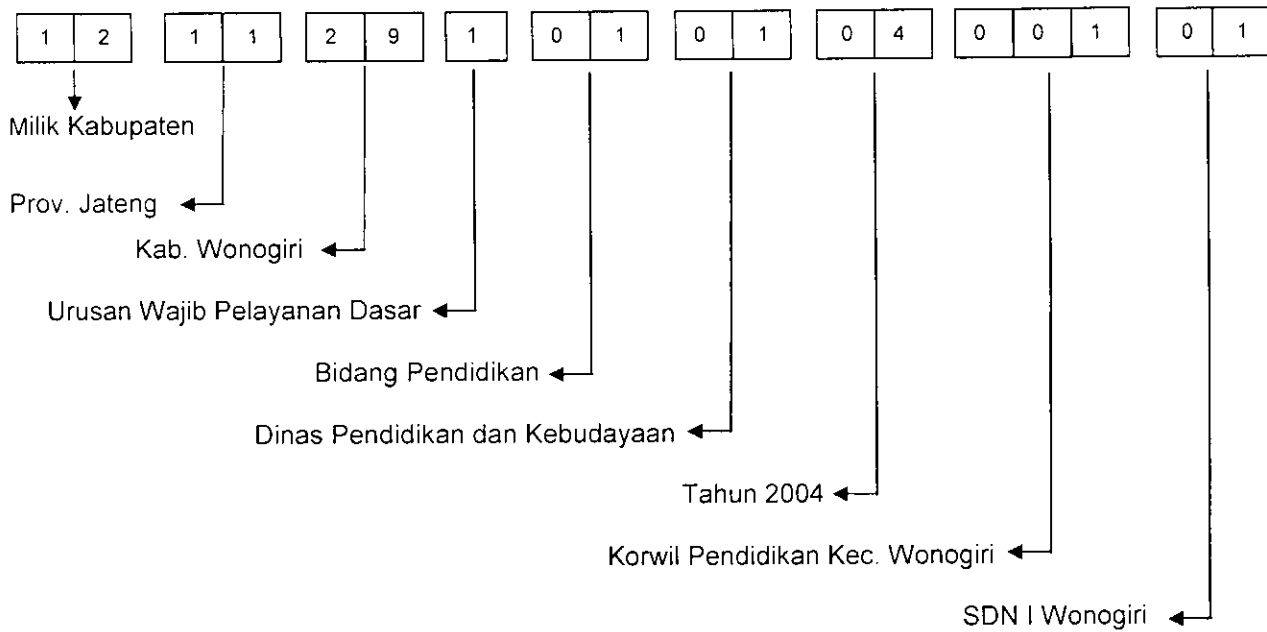 1 2 1 1 2 9 1 0 1 0 1 0 4 0 0 1 0 1
Milik Kabupaten
Prov. Jateng
Kab. Wonogiri
Urusan Wajib Pelayanan Dasar
Bidang Pendidikan
Dinas Pendidikan dan Kebudayaan
Tahun 2004
Korwil Pendidikan Kec. Wonogiri
SDN I Wonogiri